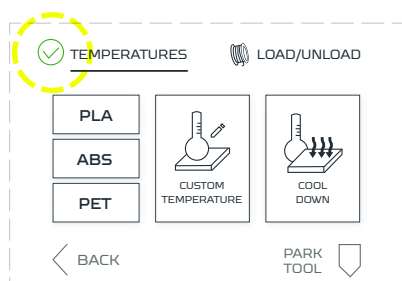 TEMPERATURES
LOAD/UNLOAD
PLA
ABS
PET
CUSTOM
TEMPERATURE
COOL
DOWN
BACK
PARK
TOOL